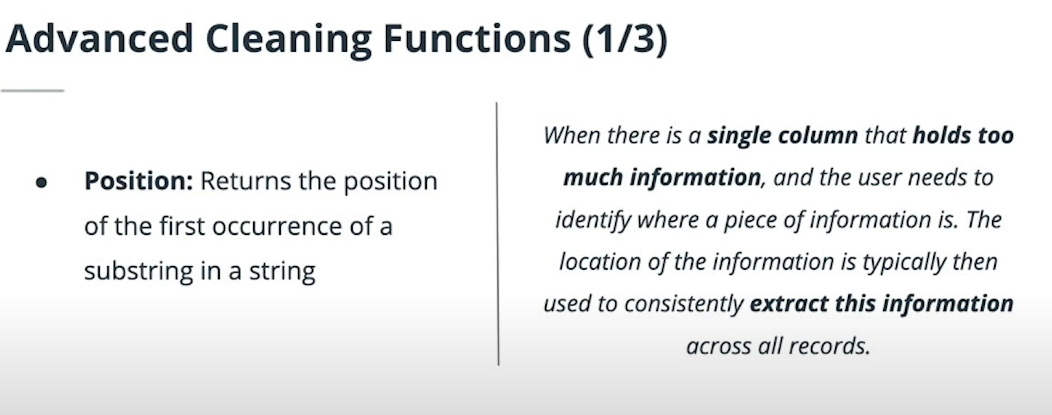 Advanced Cleaning Functions (1/3)
● Position: Returns the position
of the first occurrence of a
substring in a string
When there is a single column that holds too
much information, and the user needs to
identify where a piece of information is. The
location of the information is typically then
used to consistently extract this information
across all records.